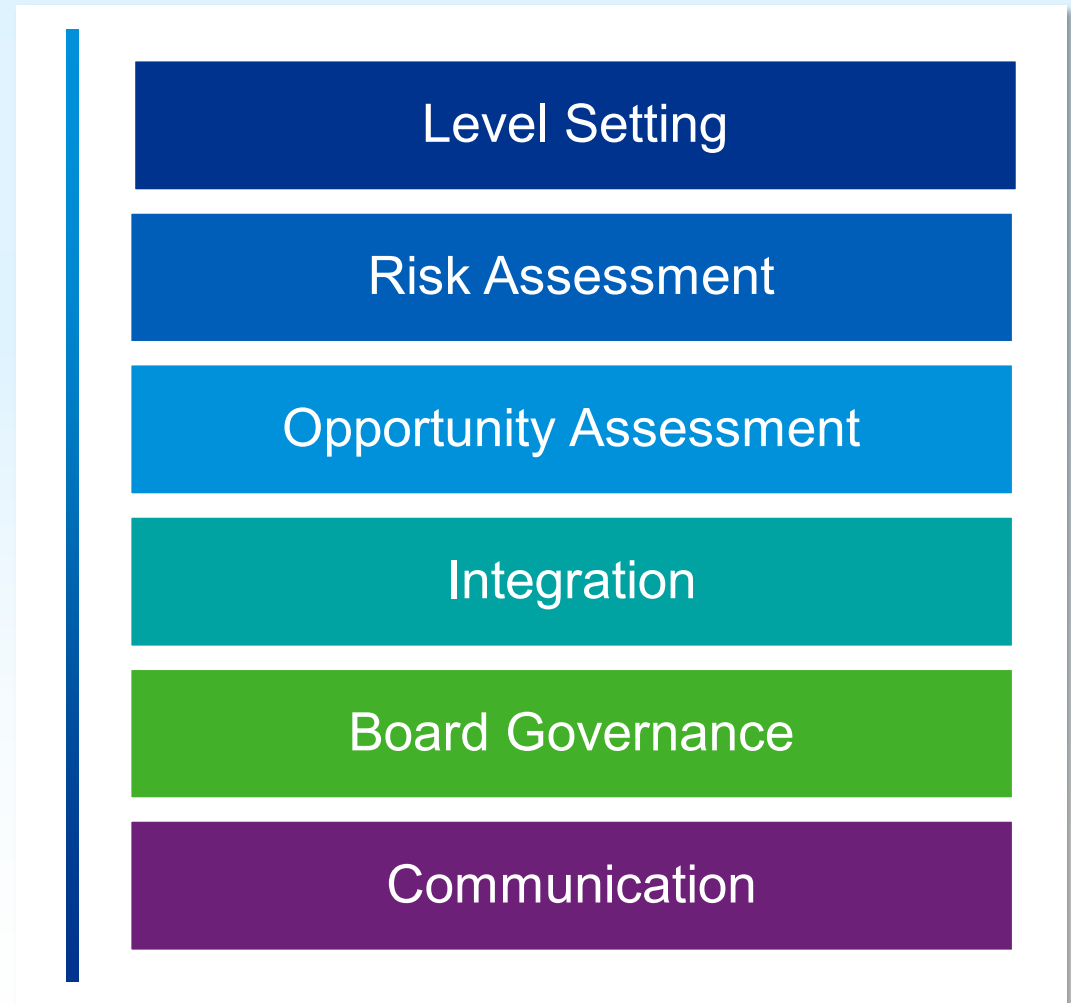 Level Setting
Risk Assessment
Opportunity Assessment
Integration
Board Governance
Communication